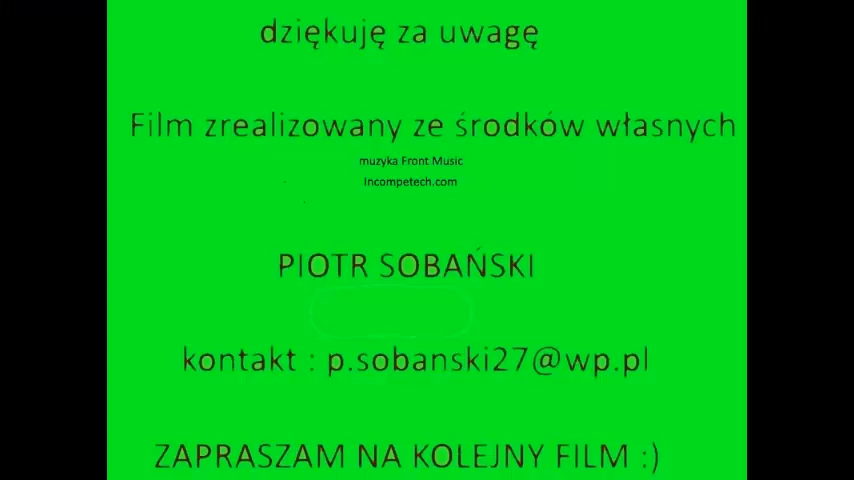 dziękuję za uwagę
Film zrealizowany ze środków własnych
muzyka Front Music
Incompetech.com
PIOTR SOBAŃSKI
kontakt : p.sobanski27@wp.pl
ZAPRASZAM NA KOLEJNY FILM :)